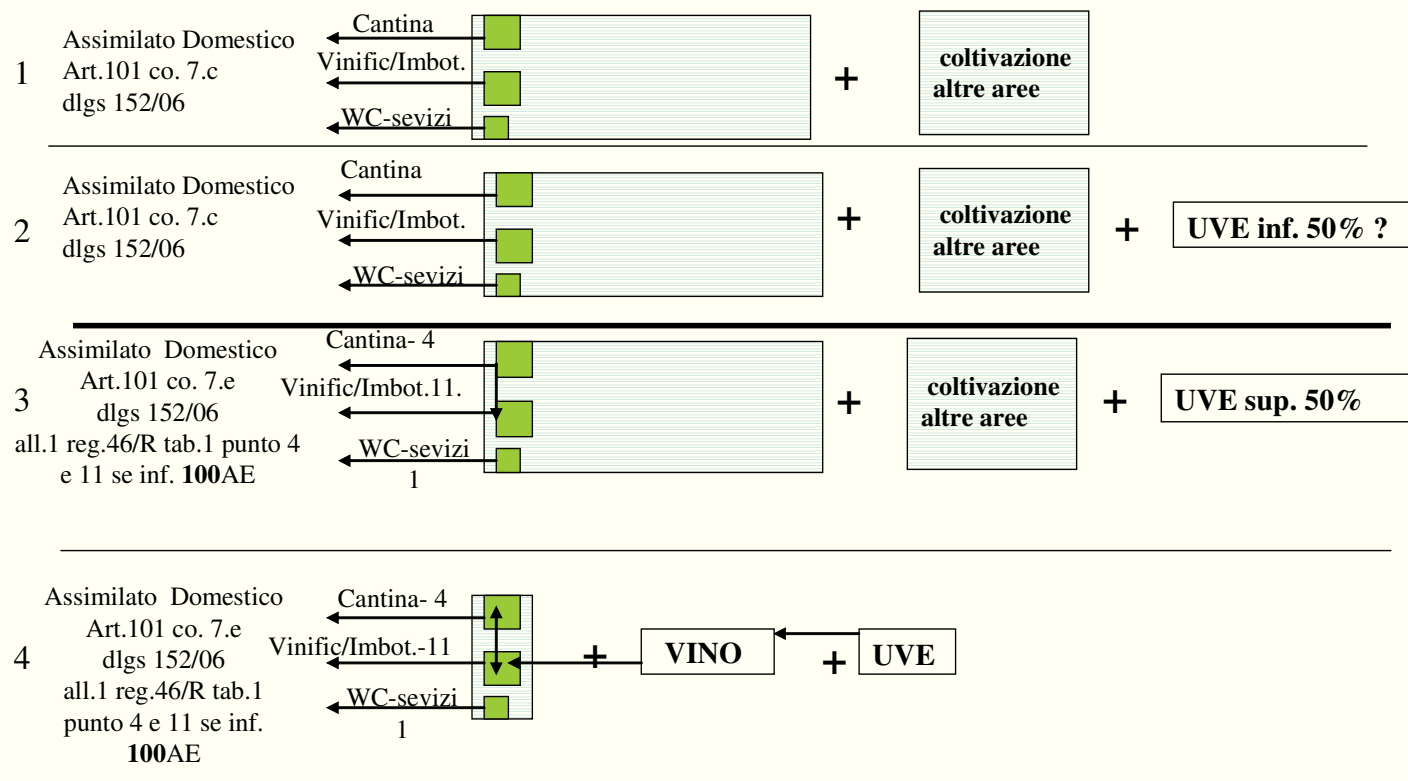 1
Assimilato Domestico
Art.101 co. 7.c
dlgs 152/06
Cantina
Vinific/Imbot.
WC-sevizi
+
coltivazione
altre aree
2
Assimilato Domestico
Art.101 co. 7.c
dlgs 152/06
Cantina
Vinific/Imbot.
WC-sevizi
+
coltivazione
altre aree
+
UVE inf. 50% ?
3
Assimilato Domestico
Art.101 co. 7.e
dlgs 152/06
all.1 reg.46/R tab.1 punto 4
e 11 se inf. 100AE
Cantina- 4
Vinific/Imbot.11.
WC-sevizi
1
+
coltivazione
altre aree
+
UVE sup. 50%
4
Assimilato Domestico
Art.101 co. 7.e
dlgs 152/06
all.1 reg.46/R tab.1
punto 4 e 11 se inf.
100AE
Cantina- 4
Vinific/Imbot.-11
WC-sevizi
1
+
VINO
+
UVE